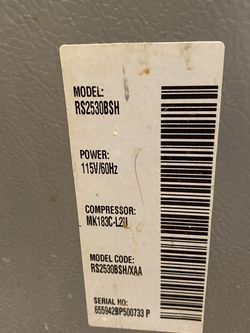 MODEL:
RS2530BSH
POWER:
115V/60Hz
COMPRESSOR:
MK183C-L2U
MODEL CODE:
RS2530BSH/XAA
SERIAL NO:
655942BP500733 P